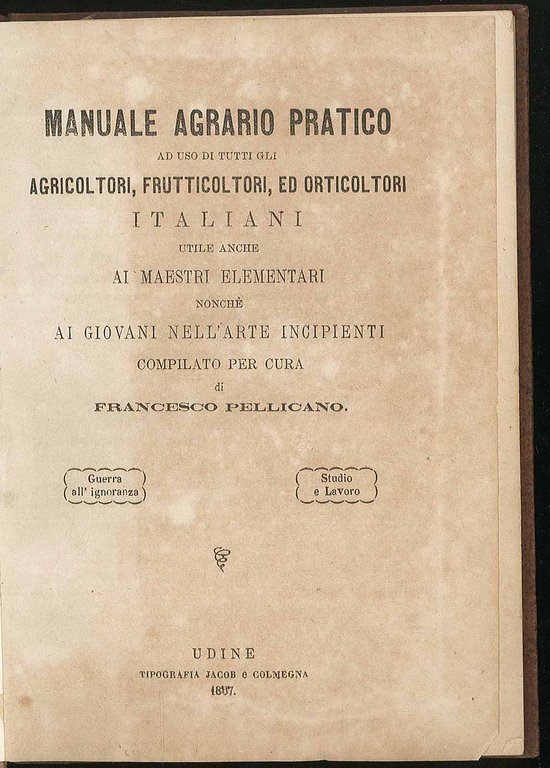 MANUALE AGRARIO PRATICO
AD USO DI TUTTI GLI
AGRICOLTORI, FRUTTICOLTORI, ED ORTICOLTORI
ITALIANI
UTILE ANCHE
AI MAESTRI ELEMENTARI
NONCHÈ
AI GIOVANI NELL'ARTE INCIPIENTI
COMPILATO PER CURA
di
FRANCESCO PELLICANO.
Guerra
all' ignoranza
Studio
e Lavoro
UDINE
TIPOGRAFIA JACOB e COLMEGNA
1867.